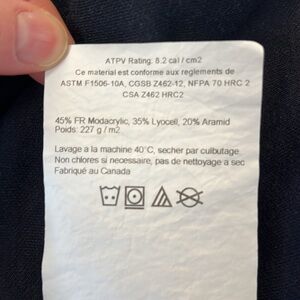 ATPV Rating: 8.2 cal / cm2
Ce material est conforme aux reglements de
ASTM F1506-10A, CGSB Z462-12, NFPA 70 HRC 2
CSA Z462 HRC2
45% FR Modacrylic, 35% Lyocell, 20% Aramid
Poids: 227 g / m2
Lavage a la machine 40°C, secher par culbutage.
Non chlores si necessaire, pas de nettoyage a sec
Fabriqué au Canada